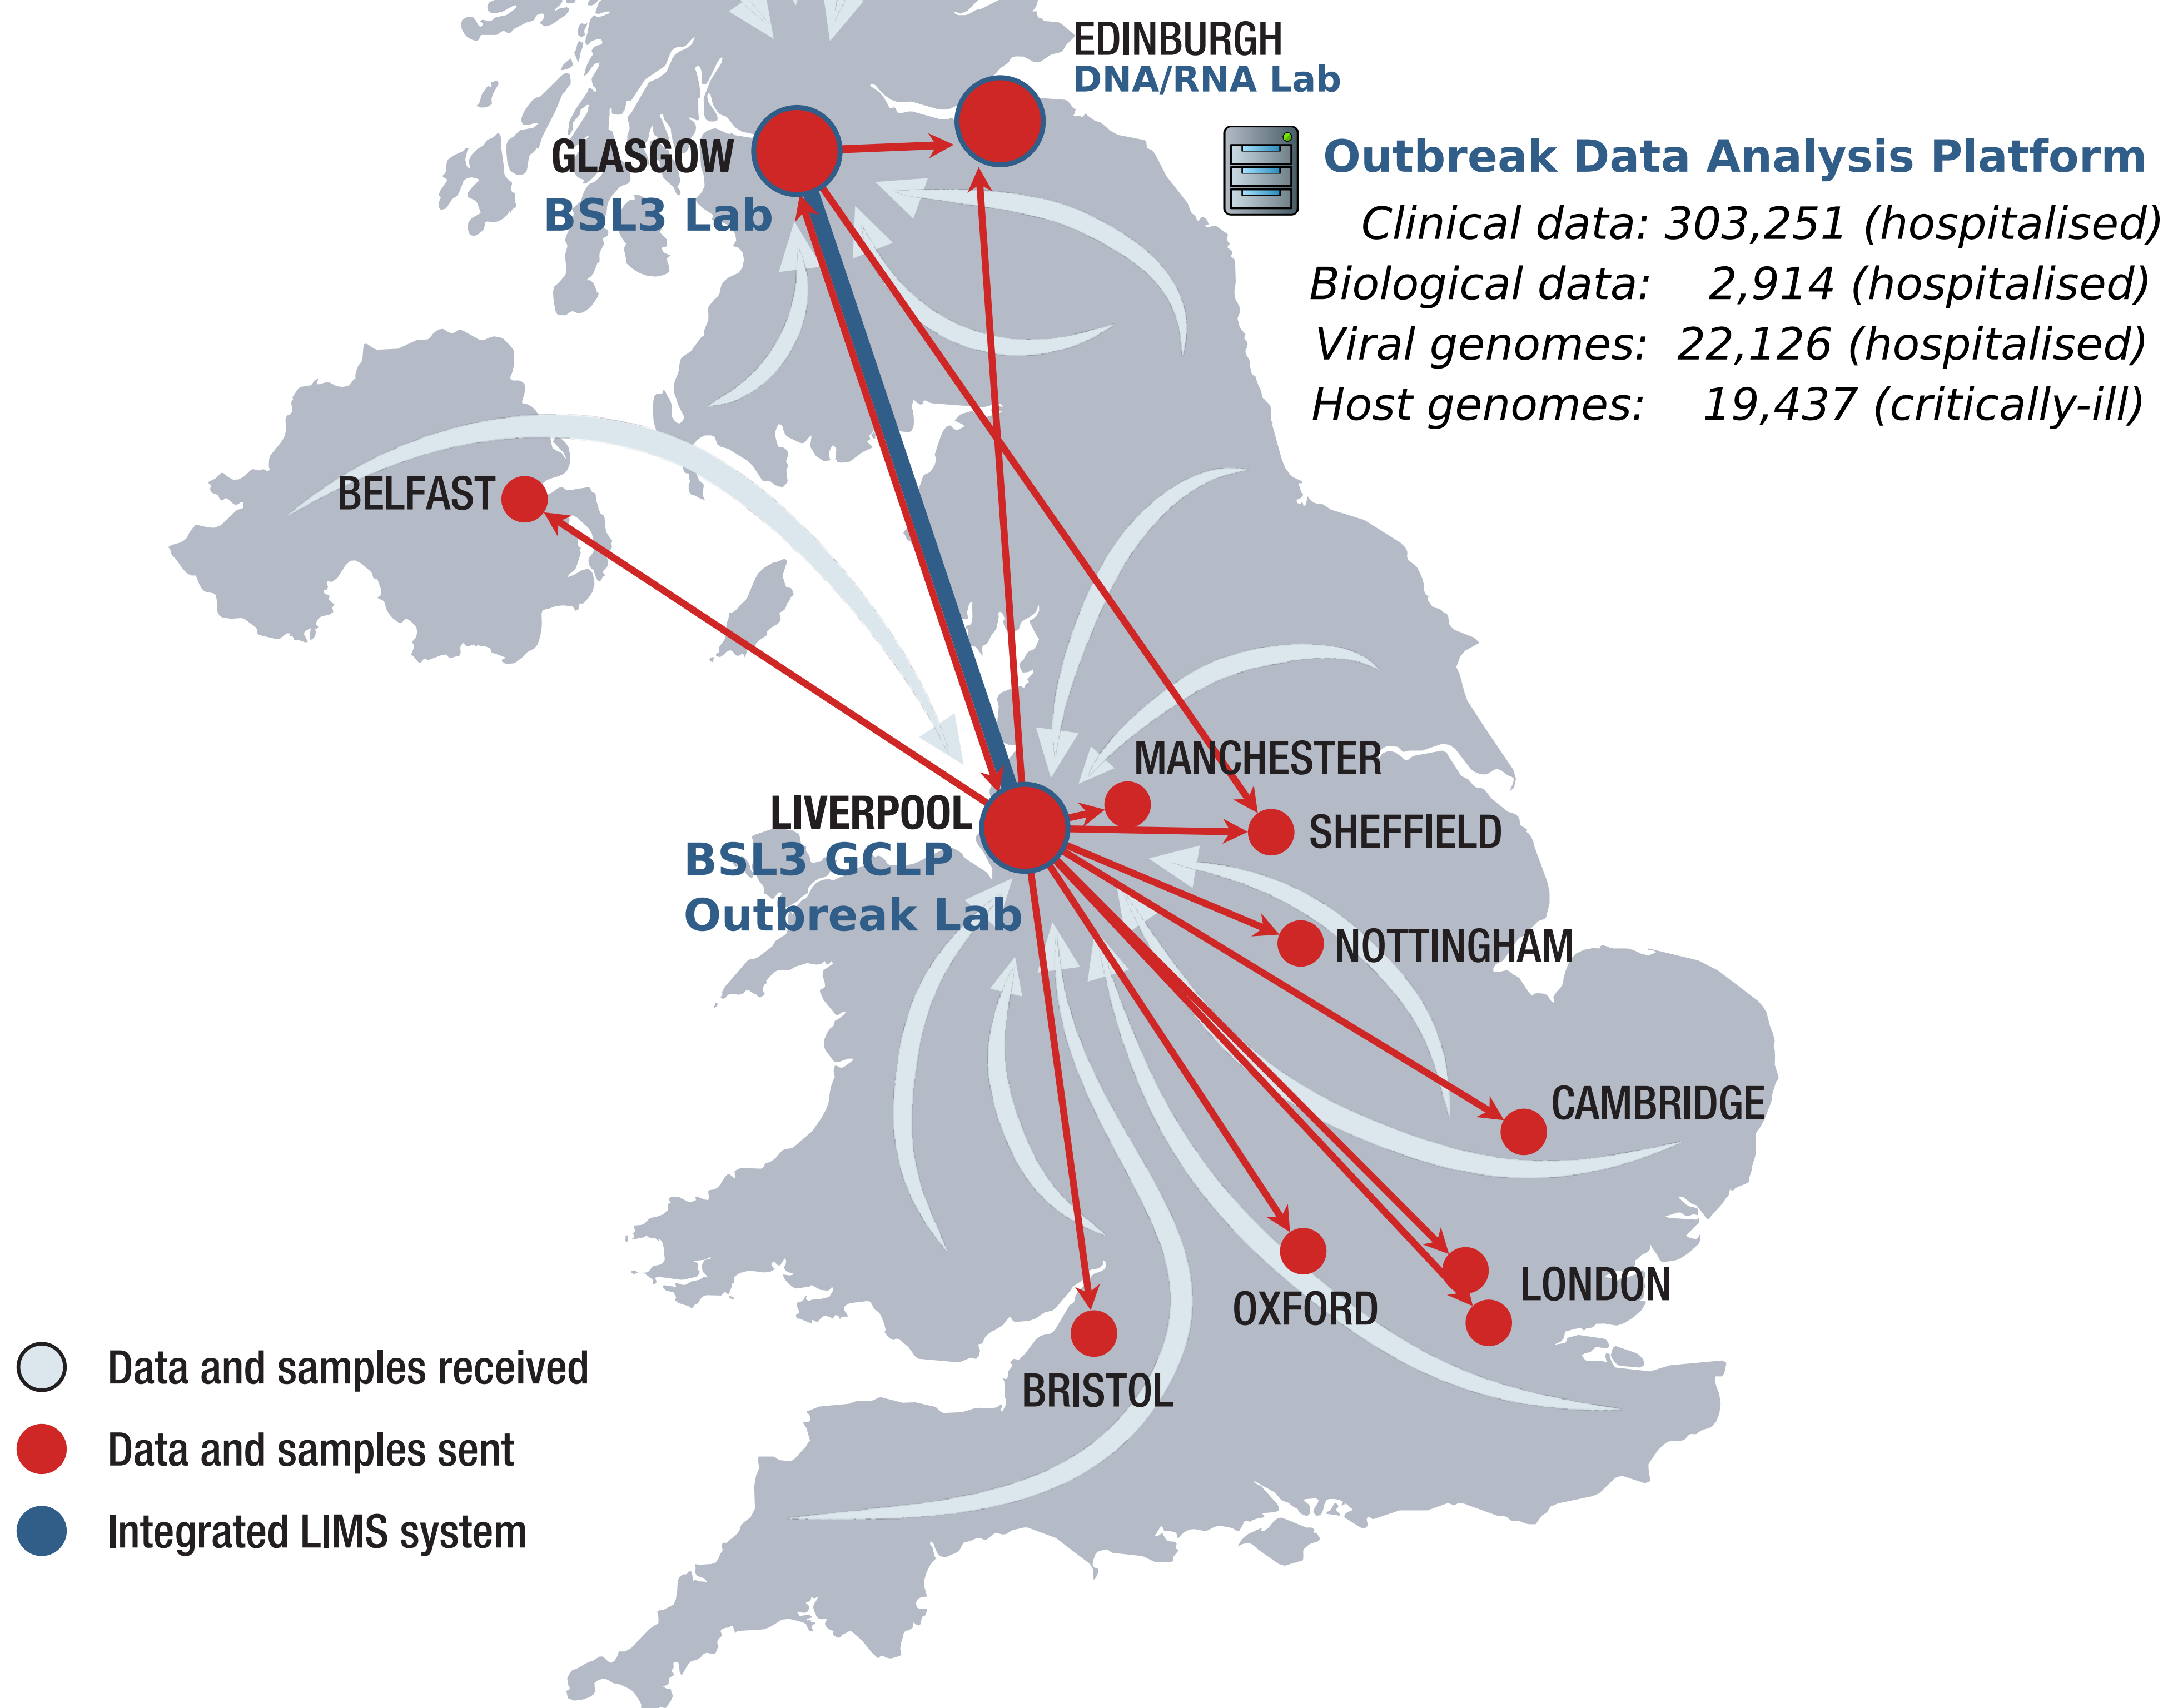 EDINBURGH
DNA/RNA Lab
GLASGOW
BSL3 Lab
Outbreak Data Analysis Platform
Clinical data: 303,251 (hospitalised)
Biological data: 2,914 (hospitalised)
Viral genomes: 22,126 (hospitalised)
Host genomes: 19,437 (critically-ill)
BELFAST
MANCHESTER
LIVERPOOL
BSL3 GCLP
Outbreak Lab
SHEFFIELD
NOTTINGHAM
CAMBRIDGE
LONDON
OXFORD
BRISTOL
Data and samples received
Data and samples sent
Integrated LIMS system